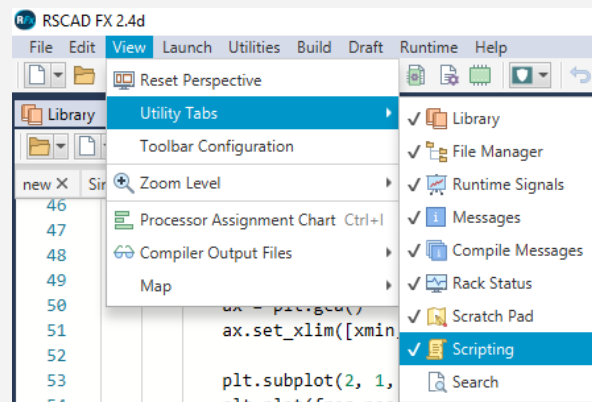 RSCAD FX 2.4d
File Edit View Launch Utilities Build Draft Runtime Help
Reset Perspective
Library
Utility Tabs
Library
Toolbar Configuration
File Manager
new
Zoom Level
Runtime Signals
46
Processor Assignment Chart Ctrl+I
Messages
47
48
Compiler Output Files
Compile Messages
49
Map
Rack Status
50
Scratch Pad
51 ax.set_xlim([xmin
Scripting
52
53 plt.subplot(2, 1,
Search